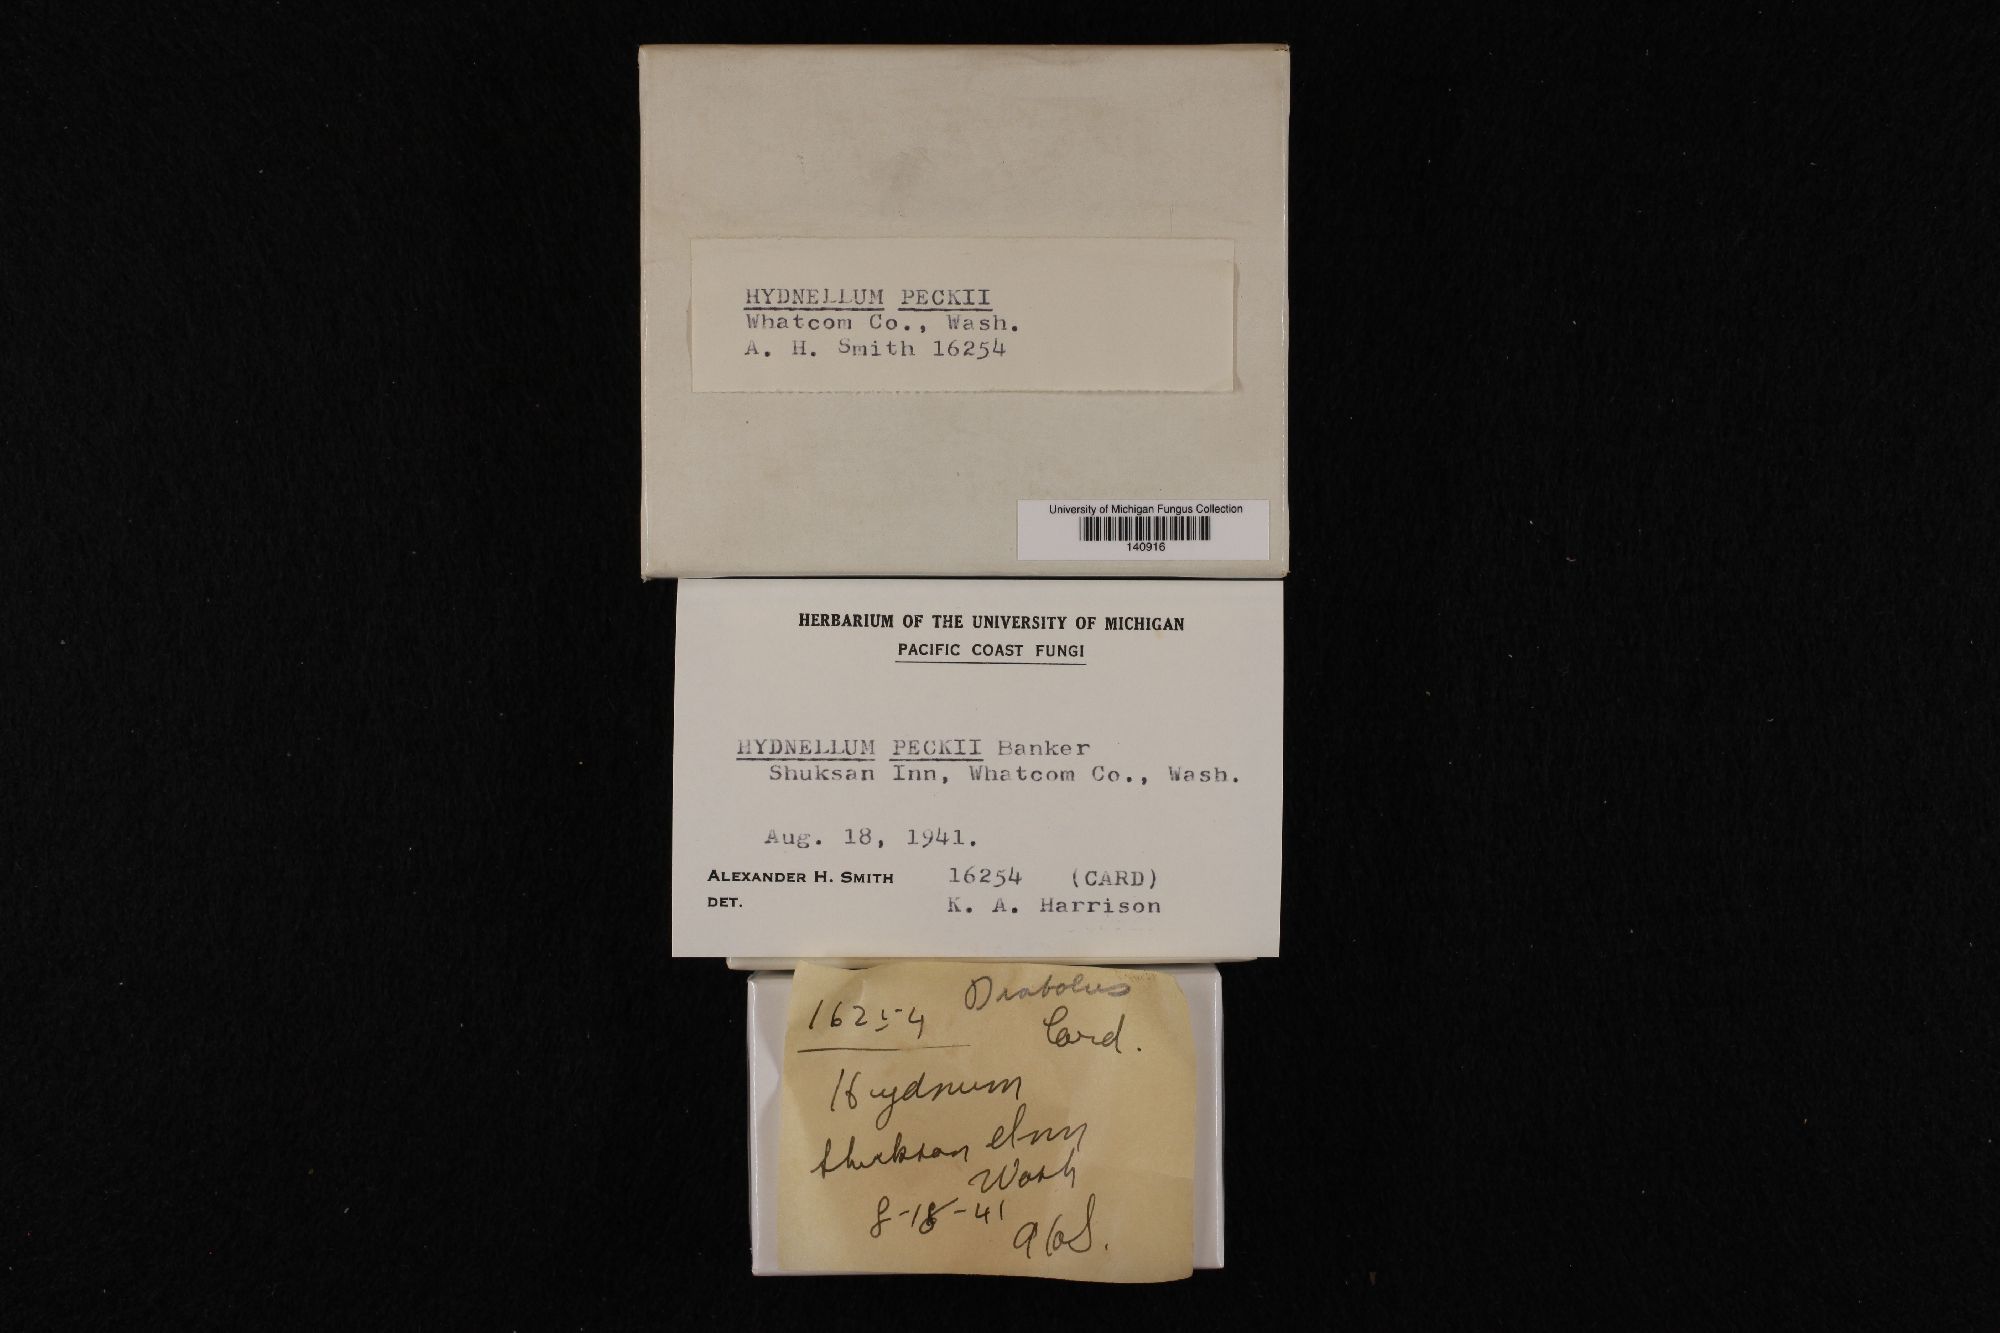 HYDNELLUM PECKII
Whatcom Co., Wash.
A. H. Smith 16254
University of Michigan Fungus Collection
140916
HERBARIUM OF THE UNIVERSITY OF MICHIGAN
PACIFIC COAST FUNGI
HYDNELLUM PECKII Banker
Shuksan Inn, Whatcom Co., Wash.
Aug. 18, 1941.
ALEXANDER H. SMITH 16254 (CARD)
DET. K. A. Harrison
Diabolus
16254 Card.
Hydnum
Shuksan Inn
Wash
8-18-41
AHS.